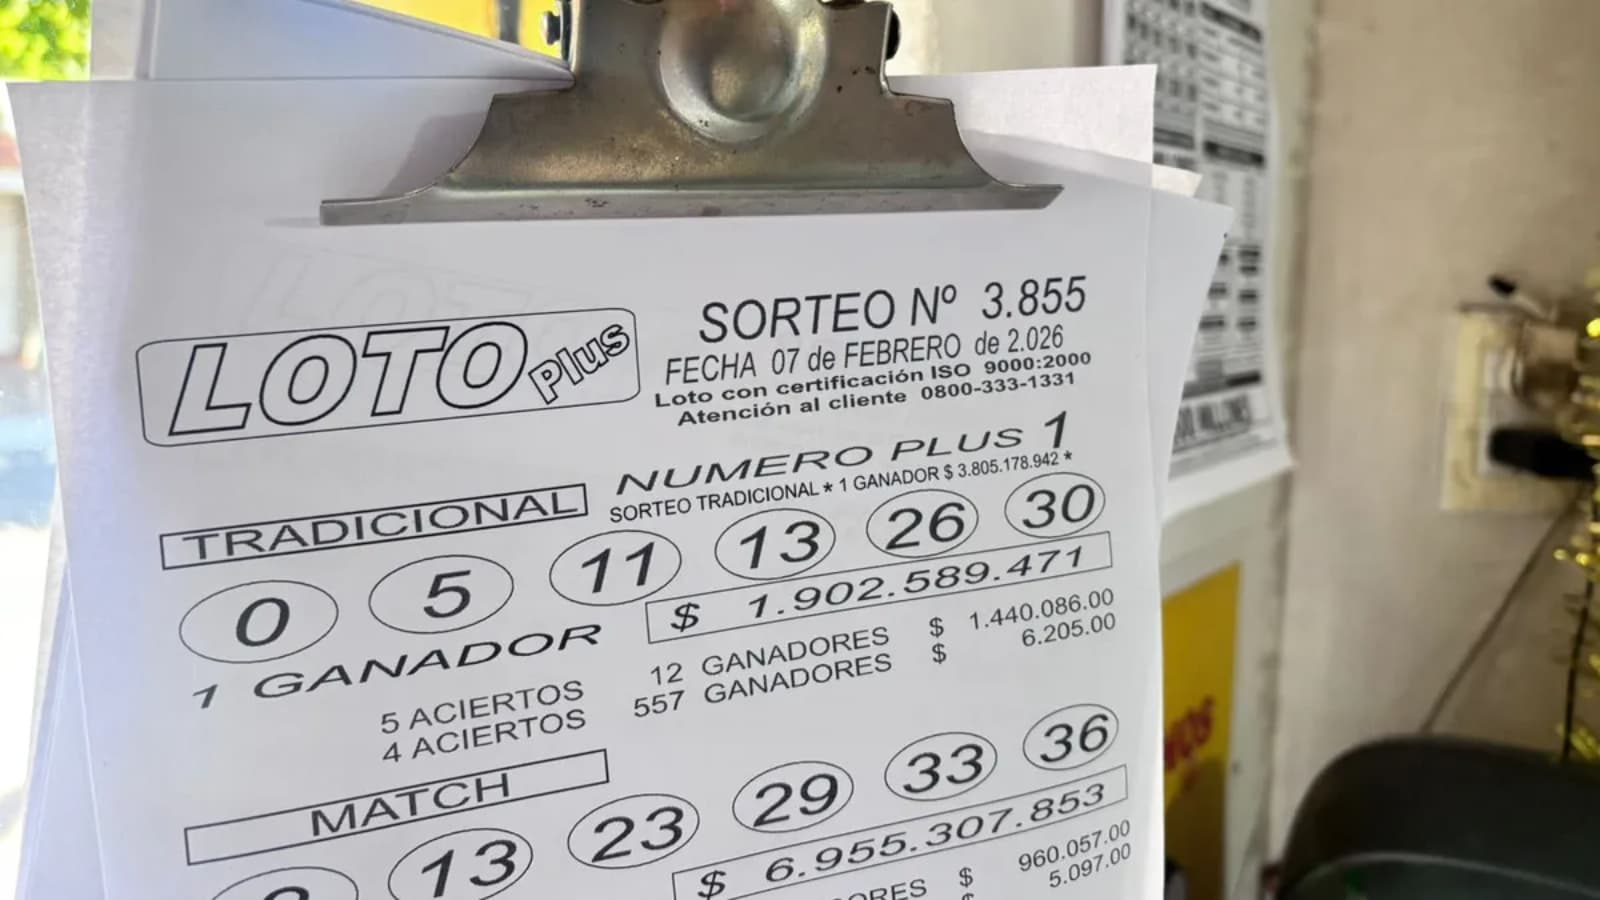 LOTO Plus
SORTEO Nº 3.855
FECHA 07 de FEBRERO de 2.026
Loto con certificación ISO 9000:2000
Atención al cliente 0800-333-1331
NUMERO PLUS 1
TRADICIONAL
SORTEO TRADICIONAL * 1 GANADOR $ 3.805.178.942 *
0 5 11 13 26 30
1 GANADOR $ 1.902.589.471
5 ACIERTOS 12 GANADORES $ 1.440.086.00
4 ACIERTOS 557 GANADORES $ 6.205.00
MATCH
13 23 29 33 36
$ 6.955.307.853
$ 960.057.00
$ 5.097.00